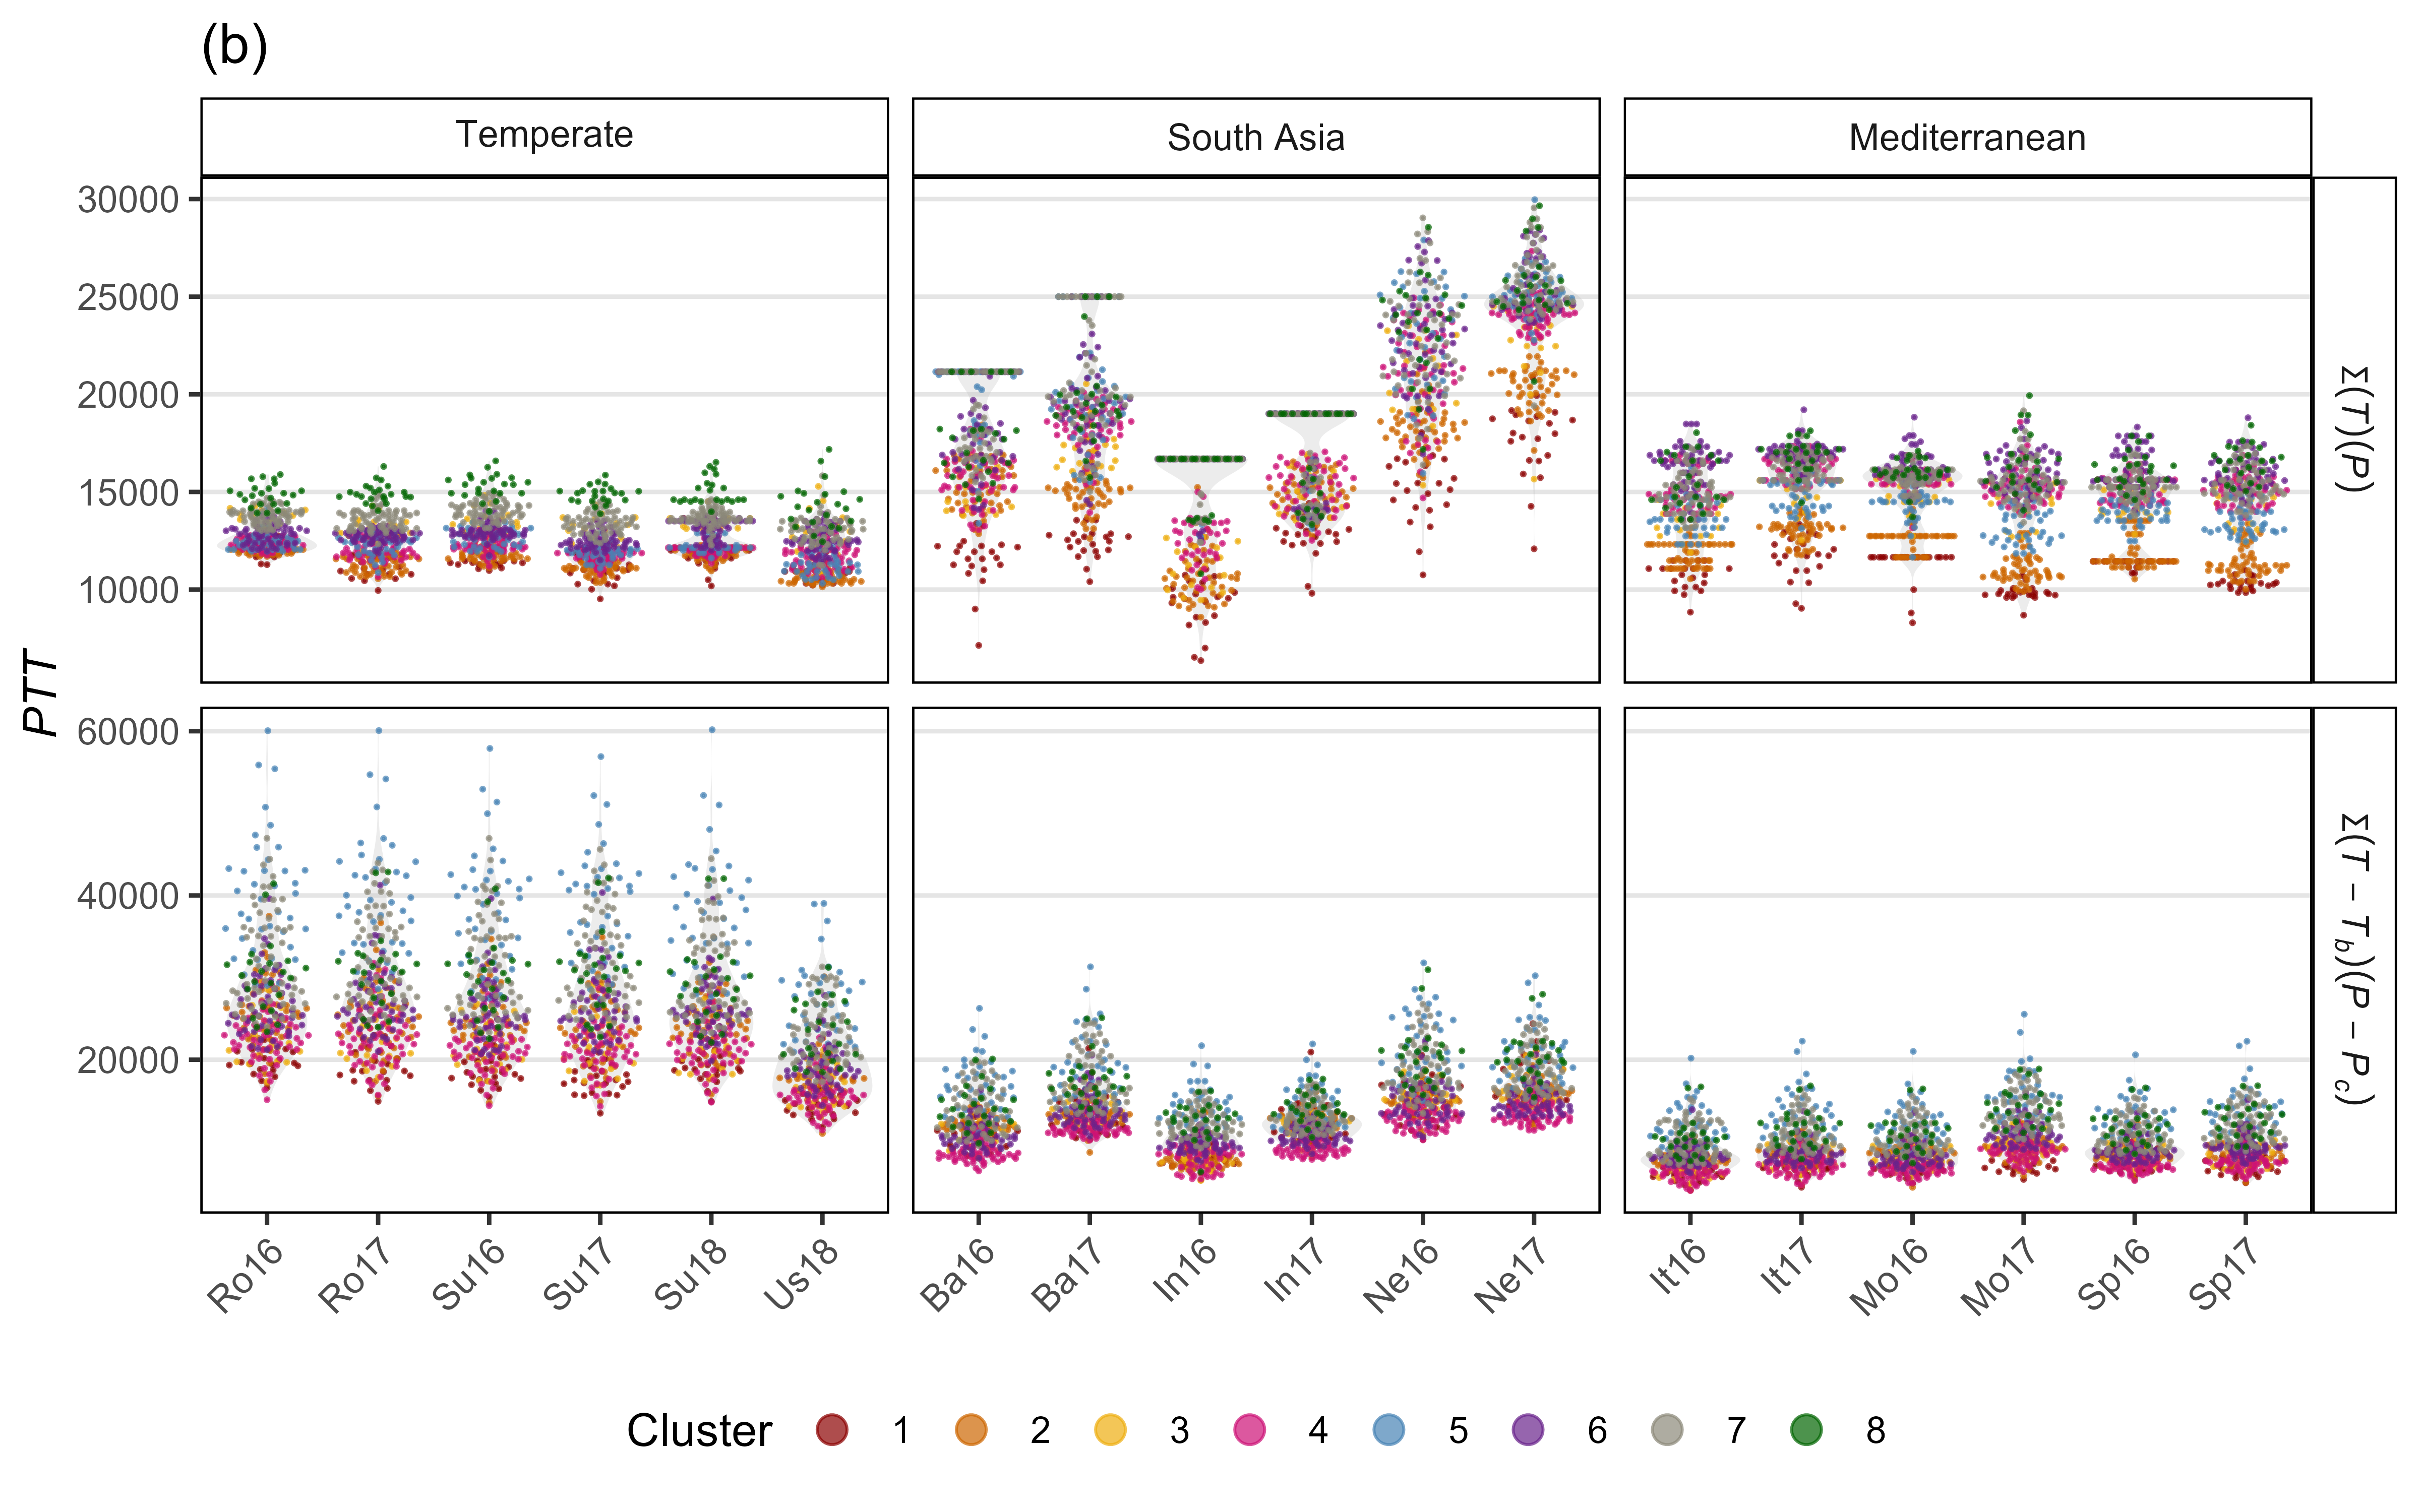 (b)
Temperate
South Asia
Mediterranean
30000
25000
20000
15000
10000
Σ(T)(P)
PTT
60000
40000
20000
Σ(T − Tb)(P − Pc)
Ro16 Ro17 Su16 Su17 Su18 Us18 Ba16 Ba17 In16 In17 Ne16 Ne17 It16 It17 Mo16 Mo17 Sp16 Sp17
Cluster 1 2 3 4 5 6 7 8